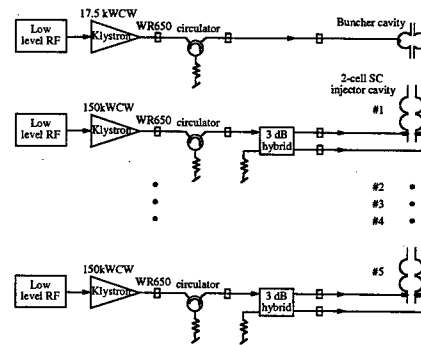 17.5 kWCW
Buncher cavity
Low
level RF
Klystron
WR650
circulator
2-cell SC
injector cavity
150kWCW
#1
Low
level RF
Klystron
WR650
circulator
3 dB
hybrid
#2
#3
#4
150kWCW
#5
Low
level RF
Klystron
WR650
circulator
3 dB
hybrid